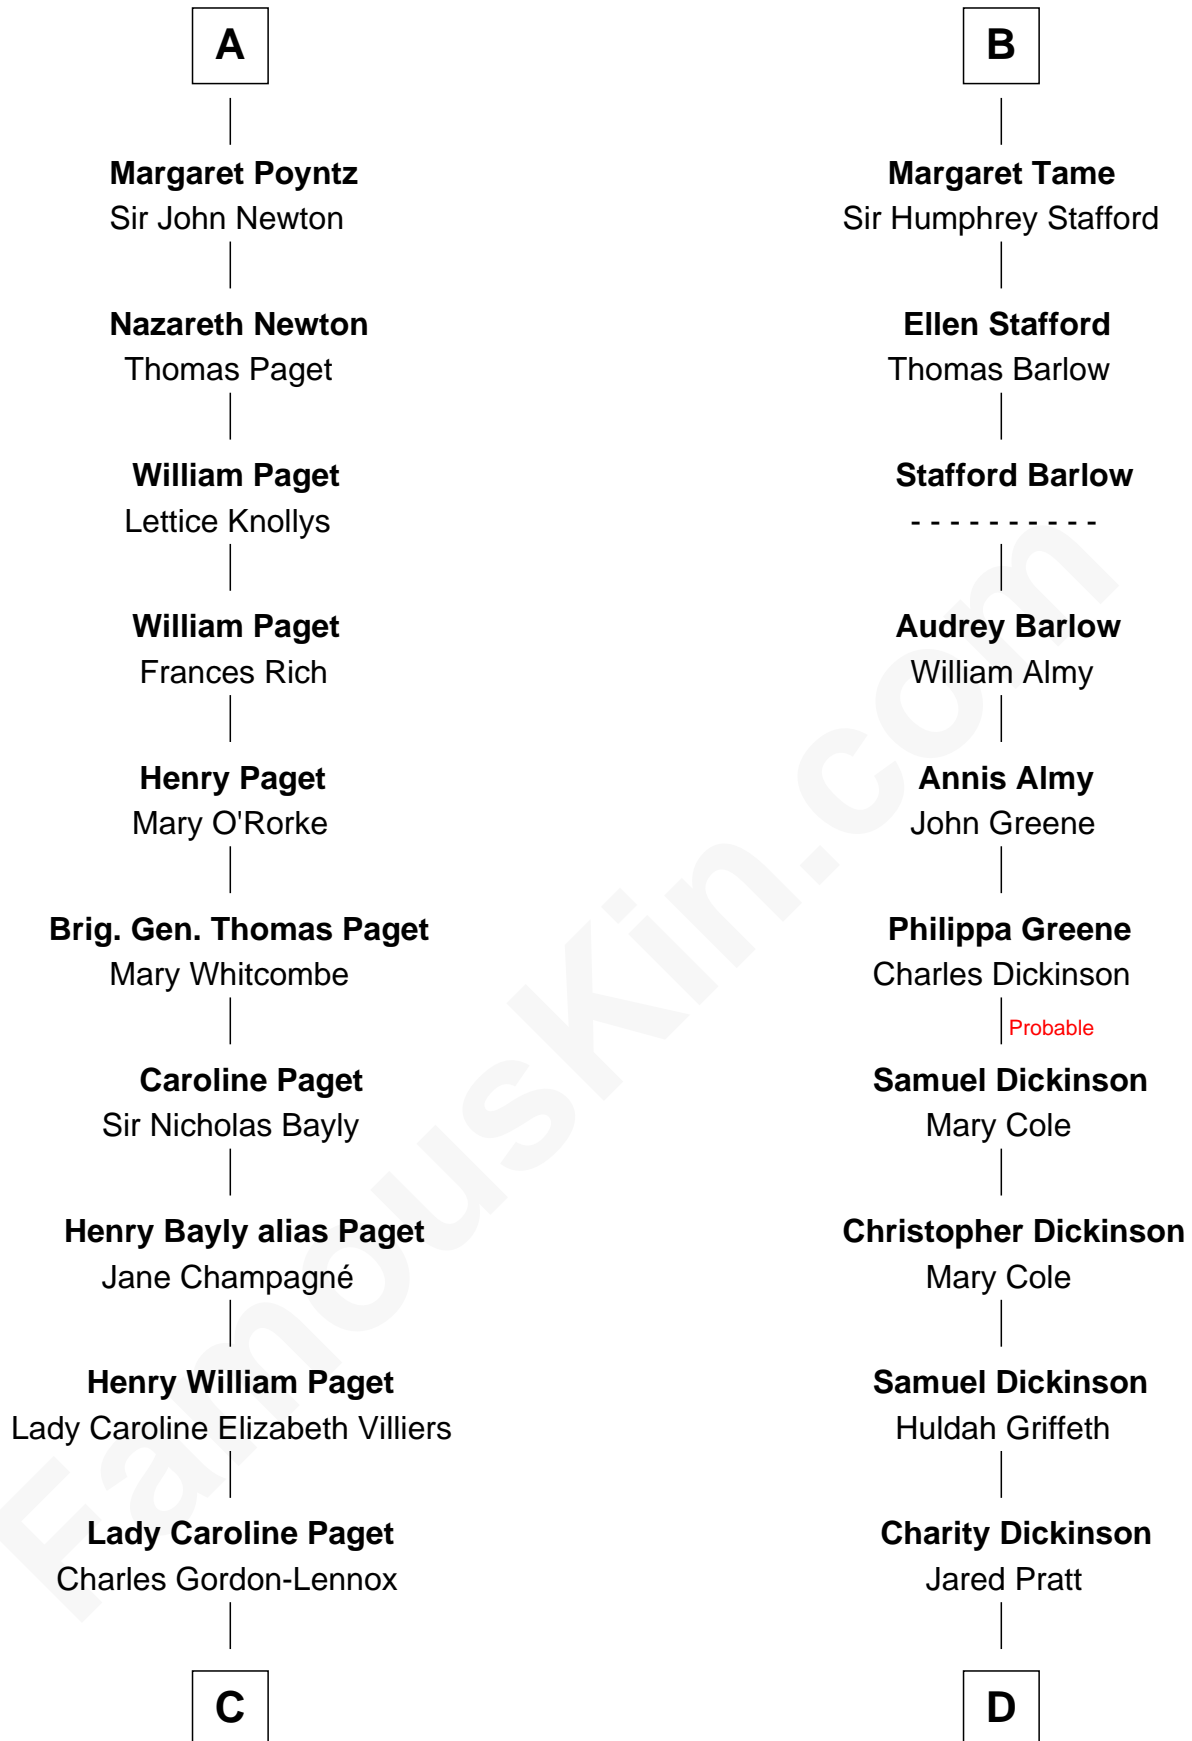 A
Margaret Poyntz
Sir John Newton
Nazareth Newton
Thomas Paget
William Paget
Lettice Knollys
William Paget
Frances Rich
Henry Paget
Mary O'Rorke
Brig. Gen. Thomas Paget
Mary Whitcombe
Caroline Paget
Sir Nicholas Bayly
Henry Bayly alias Paget
Jane Champagné
Henry William Paget
Lady Caroline Elizabeth Villiers
Lady Caroline Paget
Charles Gordon-Lennox
C
B
Margaret Tame
Sir Humphrey Stafford
Ellen Stafford
Thomas Barlow
Stafford Barlow
- - - - - - - - - -
Audrey Barlow
William Almy
Annis Almy
John Greene
Philippa Greene
Charles Dickinson
Probable
Samuel Dickinson
Mary Cole
Christopher Dickinson
Mary Cole
Samuel Dickinson
Huldah Griffeth
Charity Dickinson
Jared Pratt
D
FamousKin.com